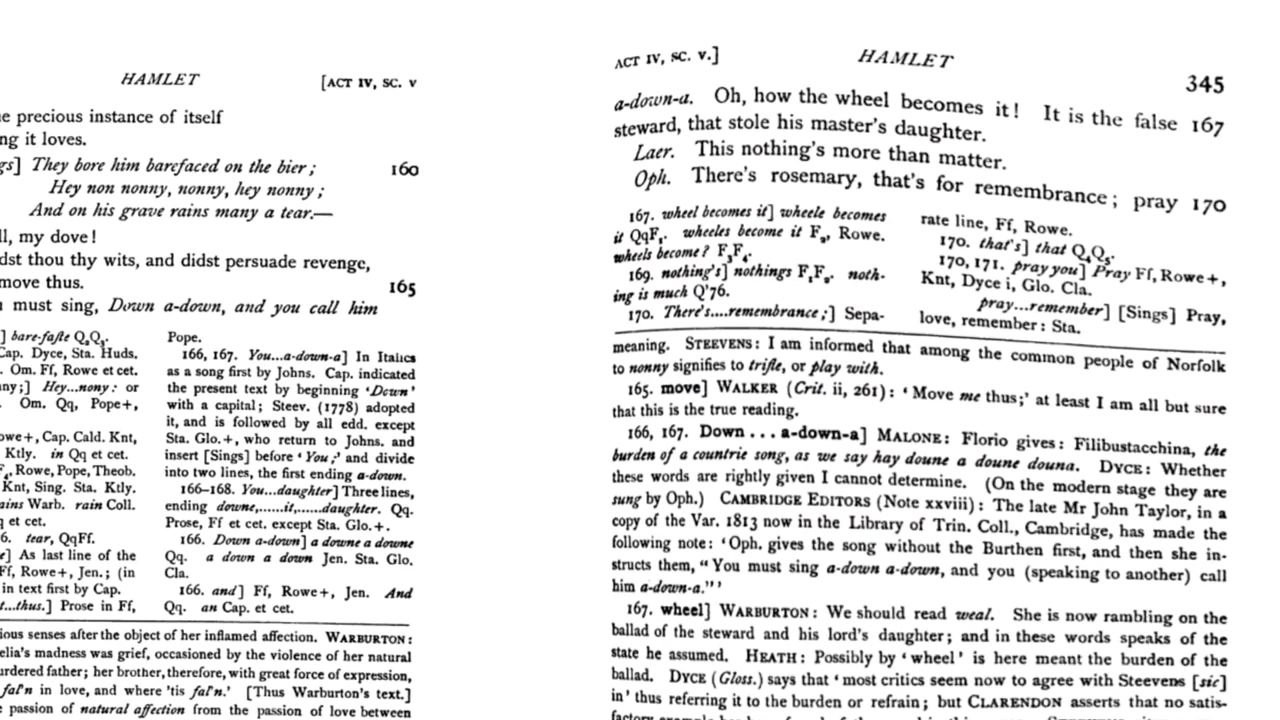 HAMLET [ACT IV, SC. V
precious instance of itself
it loves.
They bore him barefaced on the bier; 160
Hey non nonny, nonny, hey nonny;
And on his grave rains many a tear.—
my dove!
thou thy wits, and didst persuade revenge,
move thus. 165
must sing, Down a-down, and you call him
] bare-faste Q₄Q₅.
Cap. Dyce, Sta. Huds.
Om. Ff, Rowe et cet.
Hey...nony: or
Om. Qq, Pope+,
Cap. Cald. Knt,
Ktly. in Qq et cet.
Rowe, Pope, Theob.
Knt, Sing. Sta. Ktly.
Warb. rain Coll.
et cet.
6. tear, QqFf.
] As last line of the
Ff, Rowe+, Jen.; (in
in text first by Cap.
...thus.] Prose in Ff,
Pope.
166, 167. You...a-down-a] In Italics
as a song first by Johns. Cap. indicated
the present text by beginning 'Down'
with a capital; Steev. (1778) adopted
it, and is followed by all edd. except
Sta. Glo.+, who return to Johns. and
insert [Sings] before 'You;' and divide
into two lines, the first ending a-down.
166–168. You...daughter] Three lines,
ending downe,......it,......daughter. Qq.
Prose, Ff et cet. except Sta. Glo.+.
166. Down a-down] a downe a downe
Qq. a down a down Jen. Sta. Glo.
Cla.
166. and] Ff, Rowe+, Jen. And
Qq. an Cap. et cet.
senses after the object of her inflamed affection. WARBURTON:
madness was grief, occasioned by the violence of her natural
father; her brother, therefore, with great force of expression,
fal'n in love, and where 'tis fal'n.' [Thus Warburton's text.]
passion of natural affection from the passion of love between
ACT IV, SC. V.] HAMLET 345
a-down-a. Oh, how the wheel becomes it! It is the false 167
steward, that stole his master's daughter.
Laer. This nothing's more than matter.
Oph. There's rosemary, that's for remembrance; pray 170
167. wheel becomes it] wheele becomes
it QqF₁. wheeles become it F₂, Rowe.
wheels become? F₃F₄.
169. nothing's] nothings F₁F₂. noth-
ing is much Q'76.
170. There's....remembrance;] Sepa-
rate line, Ff, Rowe.
170. that's] that Q₄Q₅.
170, 171. pray you] Pray Ff, Rowe+,
Knt, Dyce i, Glo. Cla.
pray...remember] [Sings] Pray,
love, remember: Sta.
meaning. STEEVENS: I am informed that among the common people of Norfolk
to nonny signifies to trifle, or play with.
165. move] WALKER (Crit. ii, 261): 'Move me thus;' at least I am all but sure
that this is the true reading.
166, 167. Down...a-down-a] MALONE: Florio gives: Filibustacchina, the
burden of a countrie song, as we say hay doune a doune douna. DYCE: Whether
these words are rightly given I cannot determine. (On the modern stage they are
sung by Oph.) CAMBRIDGE EDITORS (Note xxviii): The late Mr John Taylor, in a
copy of the Var. 1813 now in the Library of Trin. Coll., Cambridge, has made the
following note: 'Oph. gives the song without the Burthen first, and then she in-
structs them, "You must sing a-down a-down, and you (speaking to another) call
him a-down-a."'
167. wheel] WARBURTON: We should read weal. She is now rambling on the
ballad of the steward and his lord's daughter; and in these words speaks of the
state he assumed. HEATH: Possibly by 'wheel' is here meant the burden of the
ballad. DYCE (Gloss.) says that 'most critics seem now to agree with Steevens [sic]
in' thus referring it to the burden or refrain; but CLARENDON asserts that no satis-